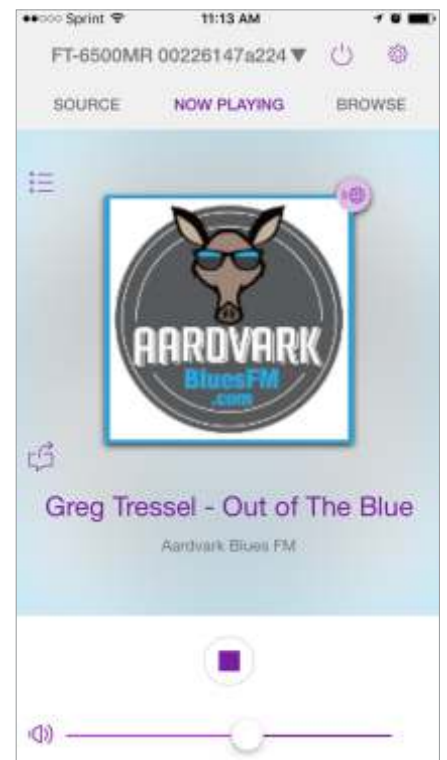 Sprint 11:13 AM
FT-6500MR 00226147a224▼
SOURCE NOW PLAYING BROWSE
AARDVARK
BluesFM
.com
Greg Tressel - Out of The Blue
Aardvark Blues FM